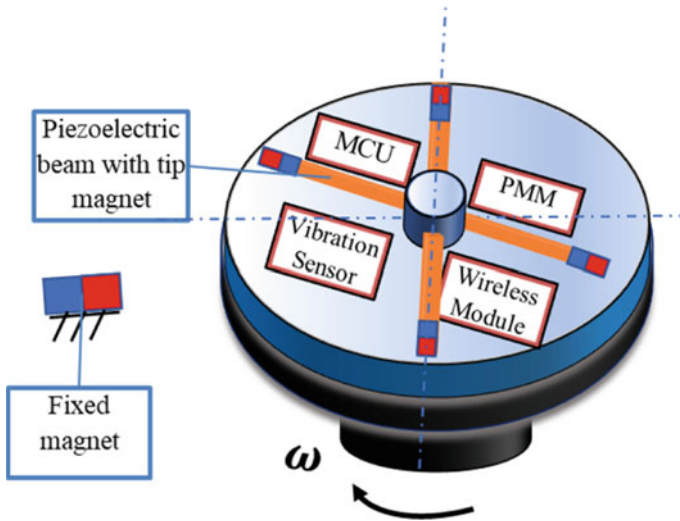 Piezoelectric
beam with tip
magnet
MCU
PMM
Vibration
Sensor
Wireless
Module
Fixed
magnet
ω